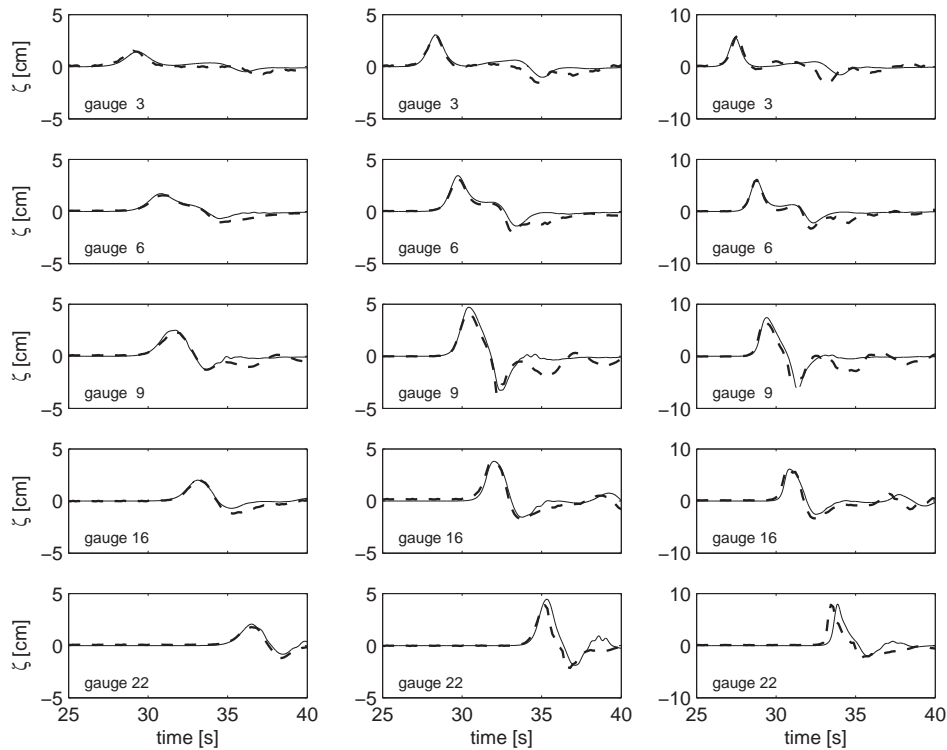 5 5 10
ζ [cm] 0 0 0
gauge 3 gauge 3 gauge 3
−5 −5 −10
5 5 10
ζ [cm] 0 0 0
gauge 6 gauge 6 gauge 6
−5 −5 −10
5 5 10
ζ [cm] 0 0 0
gauge 9 gauge 9 gauge 9
−5 −5 −10
5 5 10
ζ [cm] 0 0 0
gauge 16 gauge 16 gauge 16
−5 −5 −10
5 5 10
ζ [cm] 0 0 0
gauge 22 gauge 22 gauge 22
−5 −5 −10
25 30 35 40 25 30 35 40 25 30 35 40
time [s] time [s] time [s]